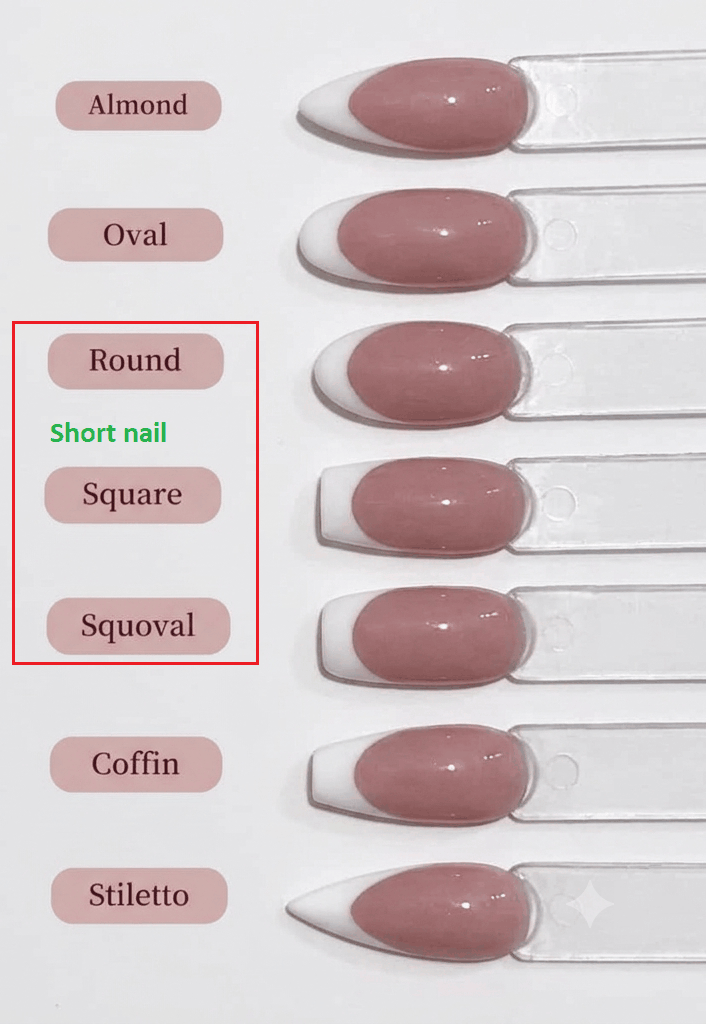 Almond
Oval
Round
Short nail
Square
Squoval
Coffin
Stiletto